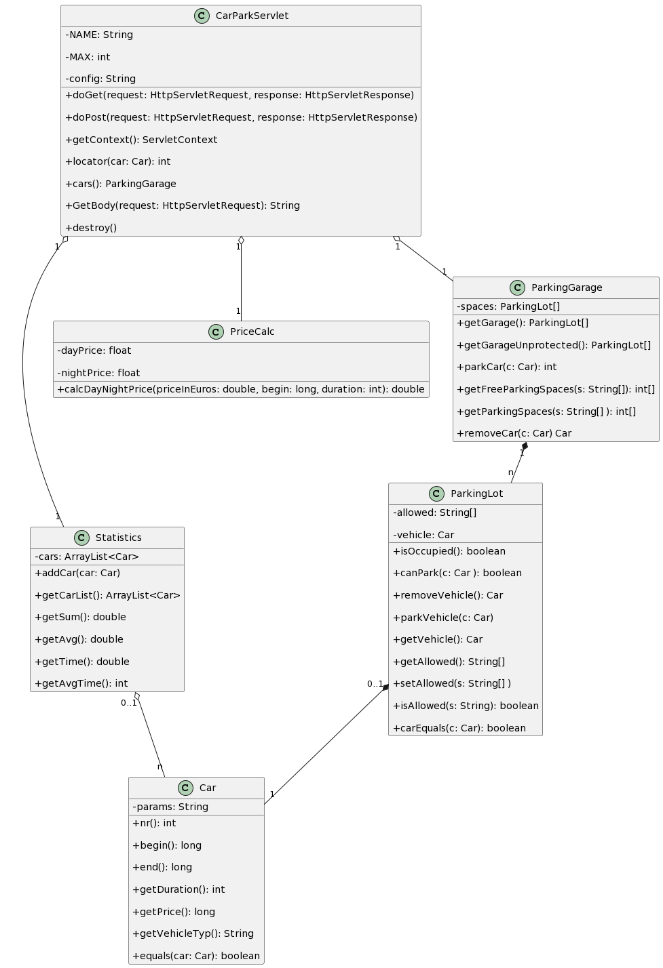 C CarParkServlet
-NAME: String
-MAX: int
-config: String
+doGet(request: HttpServletRequest, response: HttpServletResponse)
+doPost(request: HttpServletRequest, response: HttpServletResponse)
+getContext(): ServletContext
+locator(car: Car): int
+cars(): ParkingGarage
+GetBody(request: HttpServletRequest): String
+destroy()
1
1
1
1
C ParkingGarage
-spaces: ParkingLot[]
+getGarage(): ParkingLot[]
+getGarageUnprotected(): ParkingLot[]
+parkCar(c: Car): int
+getFreeParkingSpaces(s: String[]): int[]
+getParkingSpaces(s: String[] ): int[]
+removeCar(c: Car) Car
1
C PriceCalc
-dayPrice: float
-nightPrice: float
+calcDayNightPrice(priceInEuros: double, begin: long, duration: int): double
1
n
C ParkingLot
-allowed: String[]
-vehicle: Car
+isOccupied(): boolean
+canPark(c: Car ): boolean
+removeVehicle(): Car
+parkVehicle(c: Car)
+getVehicle(): Car
+getAllowed(): String[]
+setAllowed(s: String[] )
+isAllowed(s: String): boolean
+carEquals(c: Car): boolean
1
C Statistics
-cars: ArrayList<Car>
+addCar(car: Car)
+getCarList(): ArrayList<Car>
+getSum(): double
+getAvg(): double
+getTime(): double
+getAvgTime(): int
0..1
0..1
n
1
C Car
-params: String
+nr(): int
+begin(): long
+end(): long
+getDuration(): int
+getPrice(): long
+getVehicleTyp(): String
+equals(car: Car): boolean